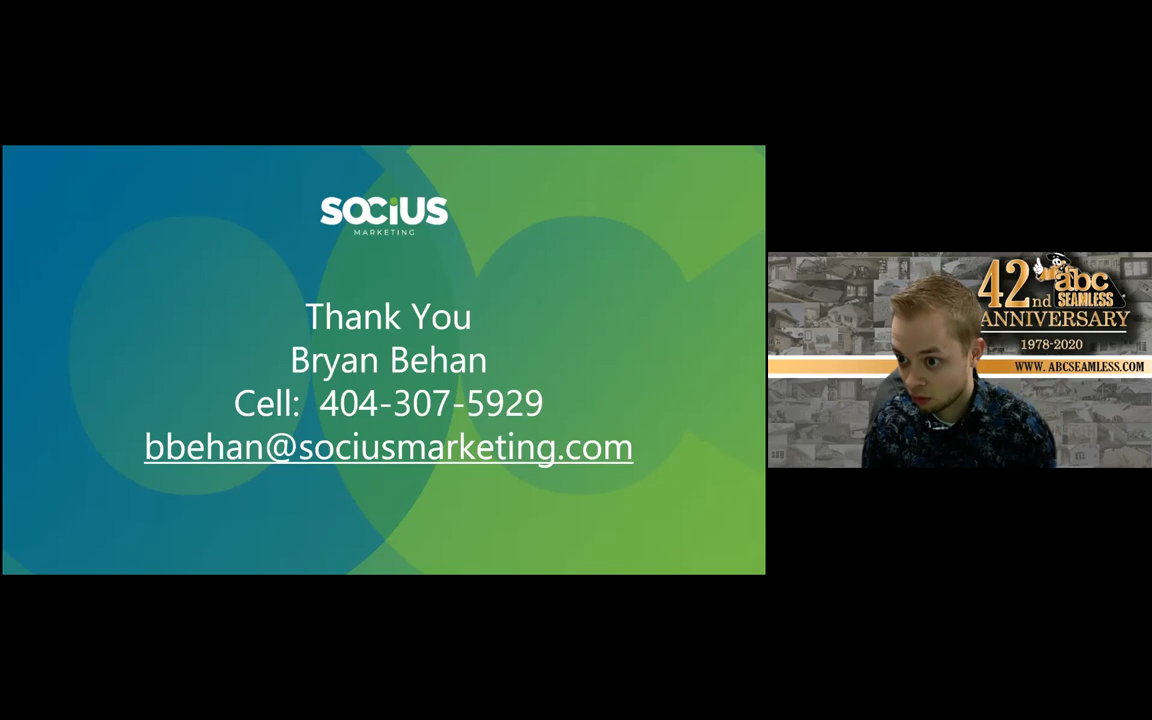 SOCiUS
MARKETING
Thank You
Bryan Behan
Cell: 404-307-5929
bbehan@sociusmarketing.com
42nd abc
SEAMLESS
ANNIVERSARY
1978-2020
WWW. ABCSEAMLESS.COM